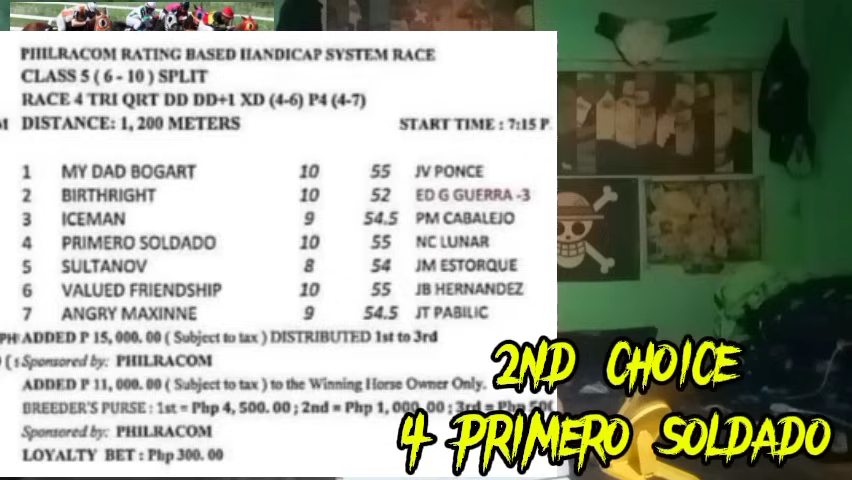 PHILRACOM RATING BASED HANDICAP SYSTEM RACE
CLASS 5 ( 6 - 10 ) SPLIT
RACE 4 TRI QRT DD DD+1 XD (4-6) P4 (4-7)
M DISTANCE: 1, 200 METERS START TIME : 7:15 P.
1 MY DAD BOGART 10 55 JV PONCE
2 BIRTHRIGHT 10 52 ED G GUERRA -3
3 ICEMAN 9 54.5 PM CABALEJO
4 PRIMERO SOLDADO 10 55 NC LUNAR
5 SULTANOV 8 54 JM ESTORQUE
6 VALUED FRIENDSHIP 10 55 JB HERNANDEZ
7 ANGRY MAXINNE 9 54.5 JT PABILIC
PH ADDED P 15, 000. 00 ( Subject to tax ) DISTRIBUTED 1st to 3rd
Sponsored by: PHILRACOM
ADDED P 11, 000. 00 ( Subject to tax ) to the Winning Horse Owner Only.
BREEDER'S PURSE : 1st = Php 4, 500. 00 ; 2nd = Php 1, 000. 00 ; 3rd = Php 500
Sponsored by: PHILRACOM
LOYALTY BET : Php 300. 00
2ND CHOICE
4 PRIMERO SOLDADO